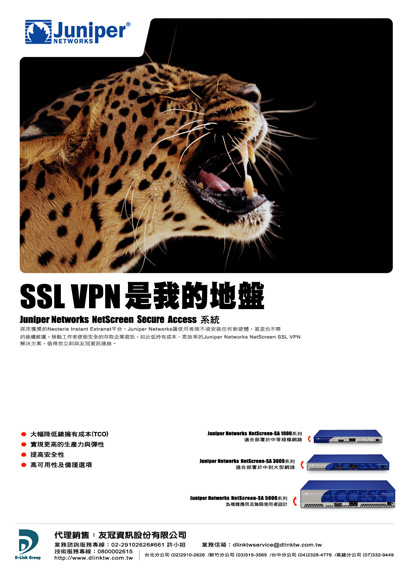 Juniper®
NETWORKS
SSL VPN 是我的地盤
Juniper Networks NetScreen Secure Access 系統
採用獲獎的Neoteris Instant Extranet平台，Juniper Networks讓使用者端不須安裝任何軟硬體，甚至也不需
的後續維護，移動工作者便能安全的存取企業資訊，如此低持有成本、高效率的Juniper Networks NetScreen SSL VPN
解決方案，值得您立刻與友冠資訊連絡。
大幅降低總擁有成本(TCO)
實現更高的生產力與彈性
提高安全性
高可用性及備援選項
Juniper Networks NetScreen-SA 1000系列
適合部署於中等規模網路
Juniper Networks NetScreen-SA 3000系列
適合部署於中到大型網路
Juniper Networks NetScreen-SA 5000系列
為複雜應用及無隙使用者設計
ACCESS
D-Link Group
代理銷售：友冠資訊股份有限公司
業務諮詢服務專線：02-29102626#661 許小姐
業務信箱：dlinktwservice@dlinktw.com.tw
技術服務專線：0800002615
http://www.dlinktw.com.tw
台北分公司 (02)2910-2626 /新竹分公司 (03)515-3565 /台中分公司 (04)2328-4776 /高雄分公司 (07)332-9449